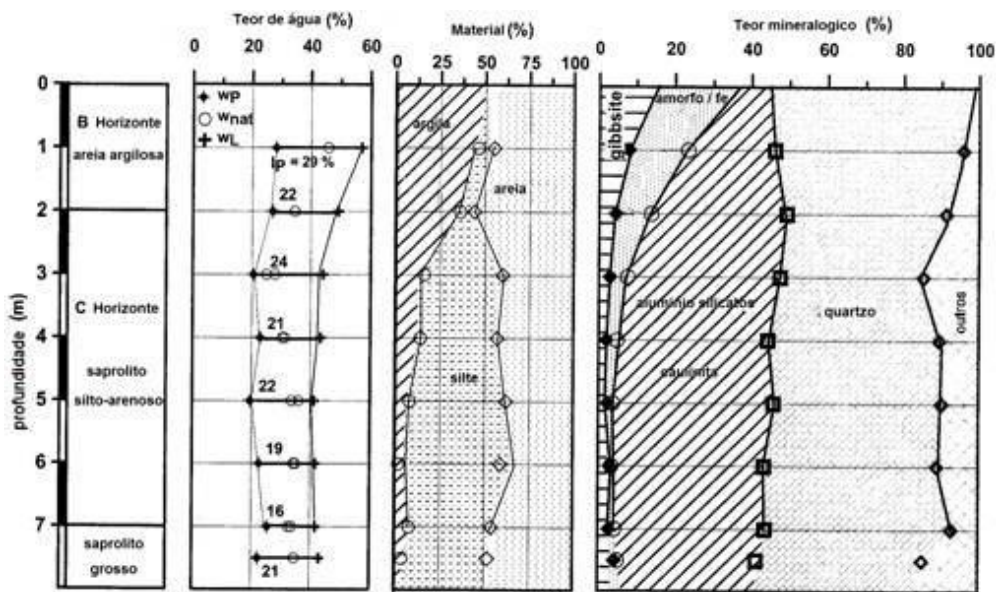 Teor de água (%)
0 20 40 60
Material (%)
0 25 50 75 100
Teor mineralogico (%)
0 20 40 60 80 100
profundidade (m)
0
1
2
3
4
5
6
7
B Horizonte
areia argilosa
C Horizonte
saprolito
silto-arenoso
saprolito
grosso
wP
wnat
wL
Ip = 29 %
22
24
21
22
19
16
21
argila
areia
silte
gibbsite
amorfo / fe
aluminio silicatos
caulinita
quartzo
outros